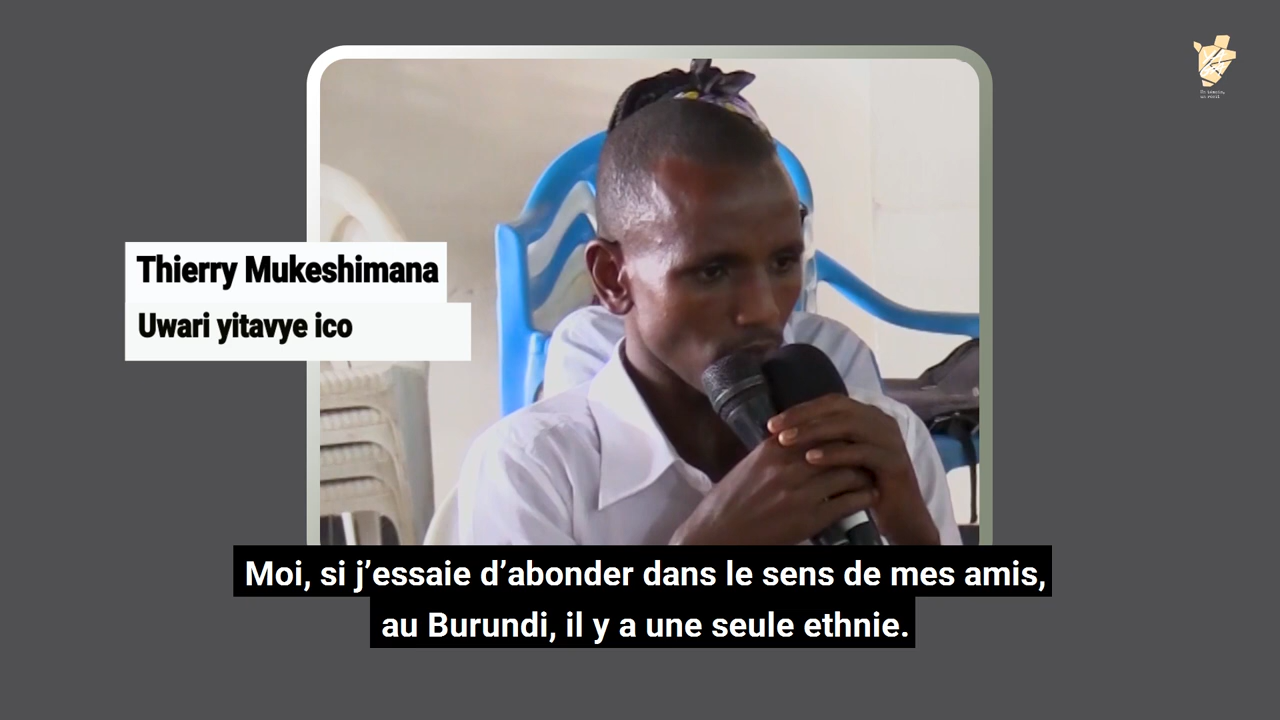 Thierry Mukeshimana
Uwari yitavye ico
Moi, si j’essaie d’abonder dans le sens de mes amis,
au Burundi, il y a une seule ethnie.